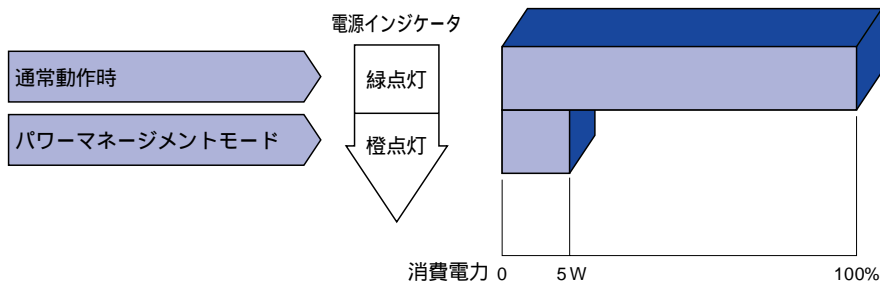 電源インジケータ
通常動作時
緑点灯
パワーマネージメントモード
橙点灯
消費電力 0 5W 100%